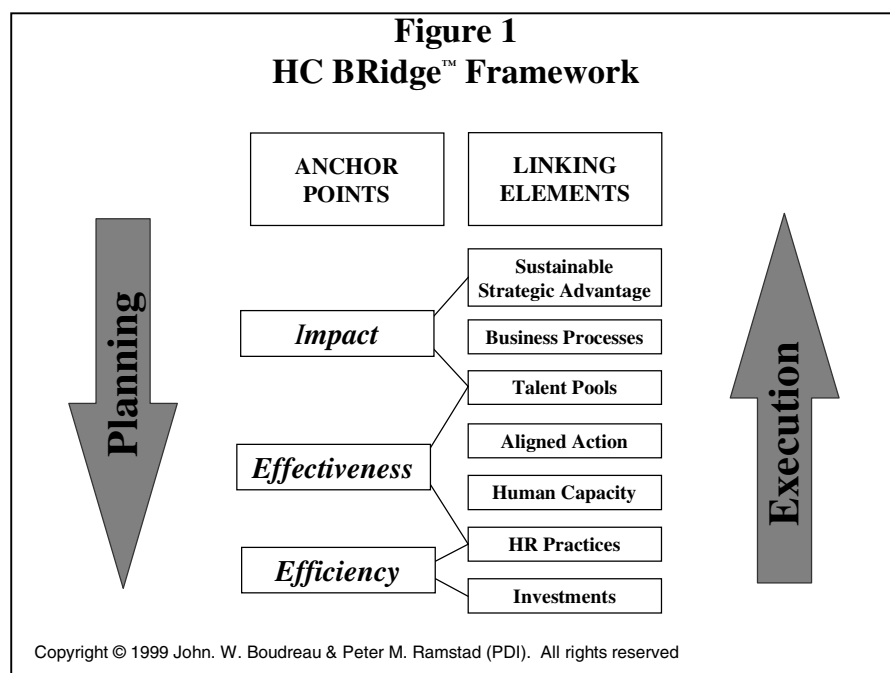 Figure 1
HC BRidge™ Framework
ANCHOR
POINTS
LINKING
ELEMENTS
Planning
Impact
Effectiveness
Efficiency
Sustainable
Strategic Advantage
Business Processes
Talent Pools
Aligned Action
Human Capacity
HR Practices
Investments
Execution
Copyright © 1999 John. W. Boudreau & Peter M. Ramstad (PDI). All rights reserved